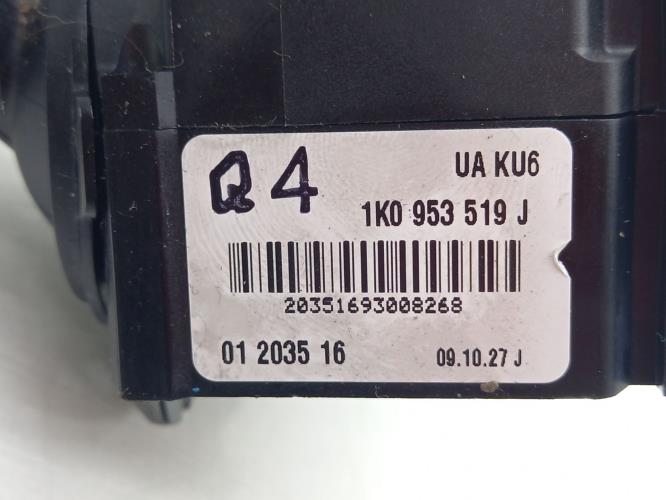 Q4
UA KU6
1K0 953 519 J
20351693008268
01 2035 16
09.10.27 J